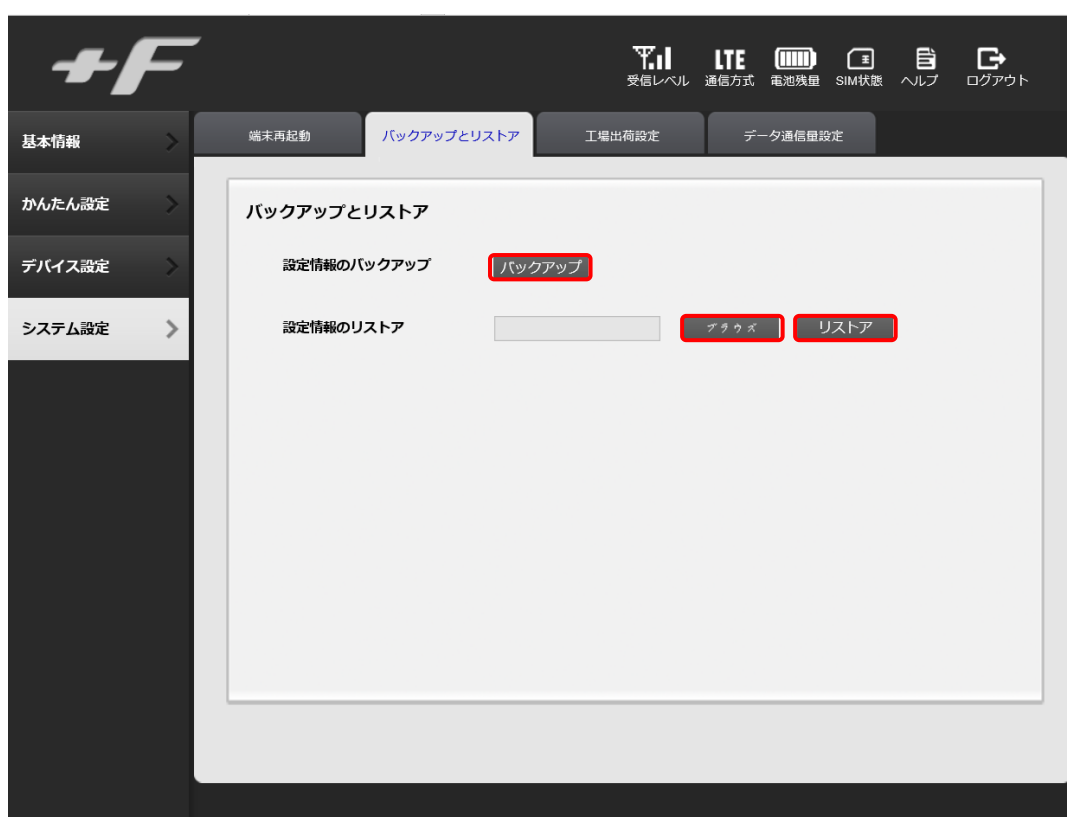 +F
LTE
受信レベル 通信方式 電池残量 SIM状態 ヘルプ ログアウト
基本情報
かんたん設定
デバイス設定
システム設定
端末再起動 バックアップとリストア 工場出荷設定 データ通信量設定
バックアップとリストア
設定情報のバックアップ バックアップ
設定情報のリストア ブラウズ リストア